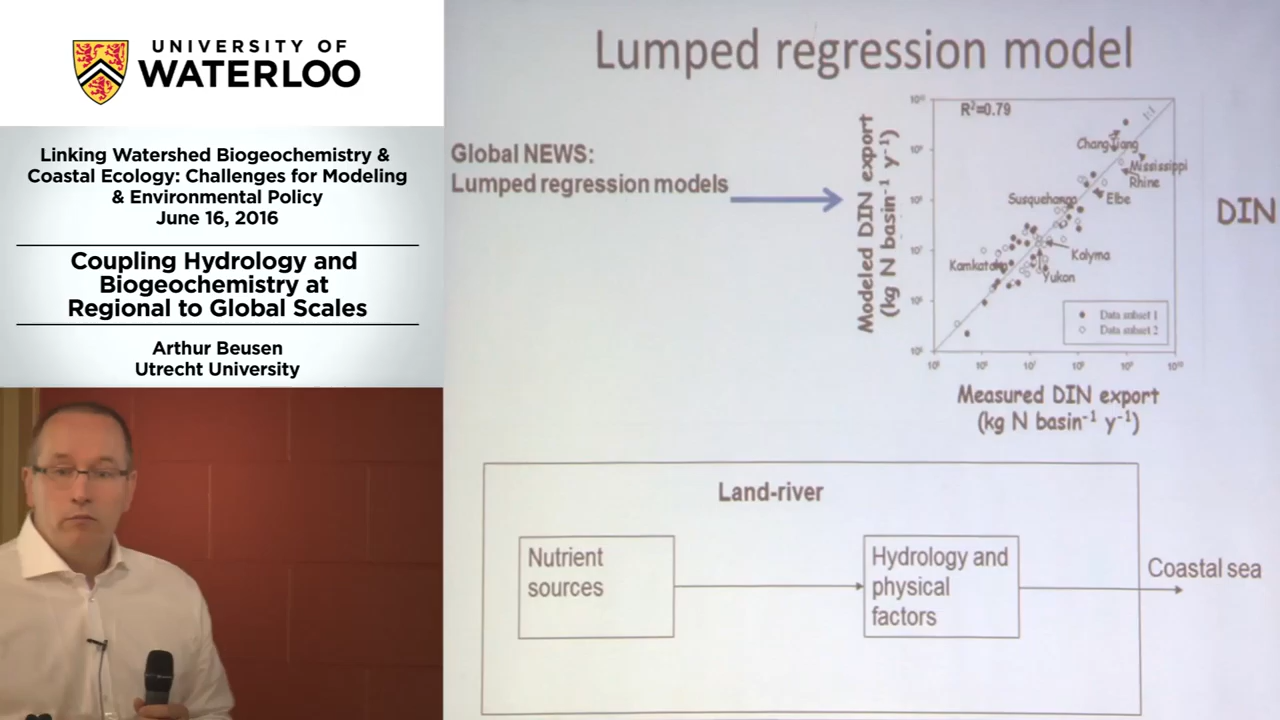 UNIVERSITY OF
WATERLOO
Linking Watershed Biogeochemistry &
Coastal Ecology: Challenges for Modeling
& Environmental Policy
June 16, 2016
Coupling Hydrology and
Biogeochemistry at
Regional to Global Scales
Arthur Beusen
Utrecht University
Lumped regression model
Global NEWS:
Lumped regression models
Modeled DIN export
(kg N basin⁻¹ y⁻¹)
R²=0.79
1:1
Changjiang
Mississippi
Rhine
Susquehanna
Elbe
Kolyma
Kamkatcha
Yukon
Data subset 1
Data subset 2
Measured DIN export
(kg N basin⁻¹ y⁻¹)
DIN
Land-river
Nutrient
sources
Hydrology and
physical
factors
Coastal sea